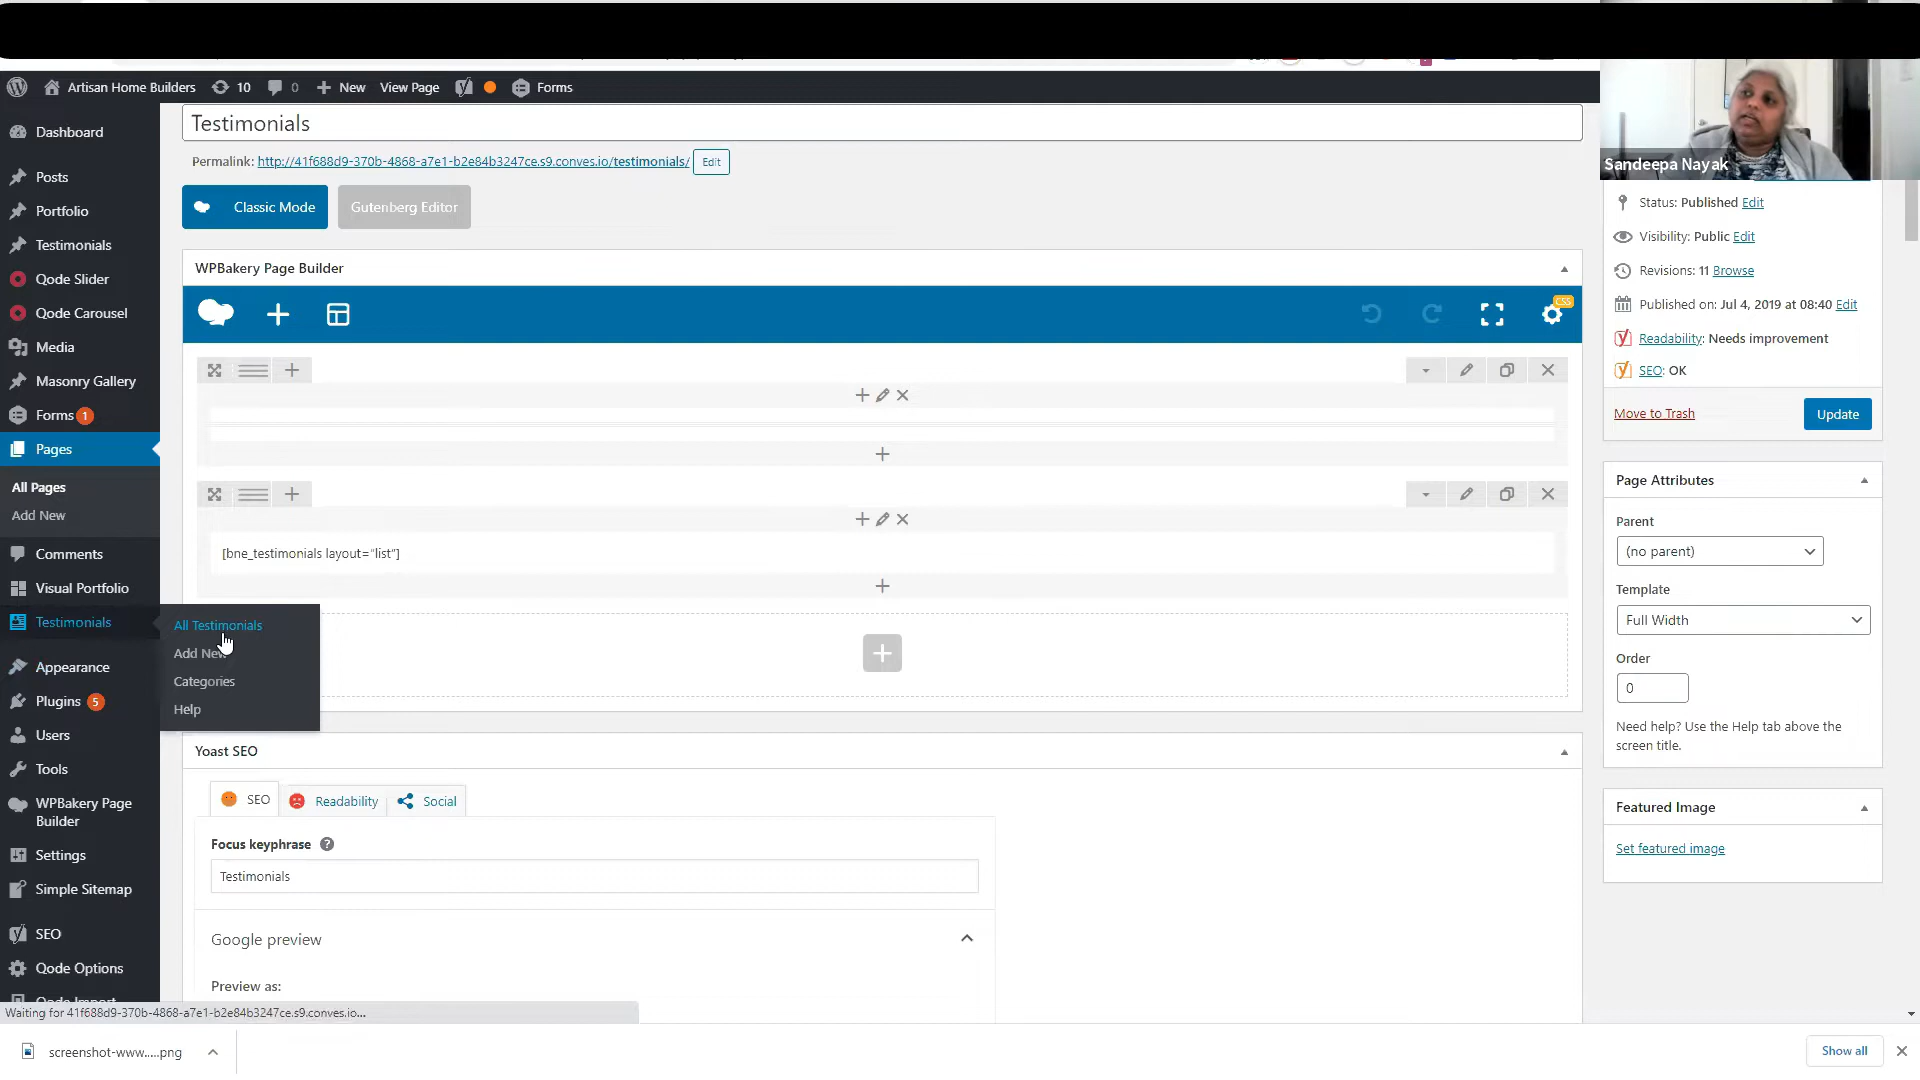 Artisan Home Builders
10
0
New
View Page
Forms
Sandeepa Nayak
Dashboard
Posts
Portfolio
Testimonials
Qode Slider
Qode Carousel
Media
Masonry Gallery
Forms 1
Pages
All Pages
Add New
Comments
Visual Portfolio
Testimonials
Appearance
Plugins 5
Users
Tools
WPBakery Page
Builder
Settings
Simple Sitemap
SEO
Qode Options
Qode Import
All Testimonials
Add New
Categories
Help
Testimonials
Permalink: http://41f688d9-370b-4868-a7e1-b2e84b3247ce.s9.conves.io/testimonials/ Edit
Classic Mode
Gutenberg Editor
WPBakery Page Builder
CSS
[bne_testimonials layout="list"]
Yoast SEO
SEO
Readability
Social
Focus keyphrase
Testimonials
Google preview
Preview as:
Status: Published Edit
Visibility: Public Edit
Revisions: 11 Browse
Published on: Jul 4, 2019 at 08:40 Edit
Readability: Needs improvement
SEO: OK
Move to Trash
Update
Page Attributes
Parent
(no parent)
Template
Full Width
Order
0
Need help? Use the Help tab above the
screen title.
Featured Image
Set featured image
Waiting for 41f688d9-370b-4868-a7e1-b2e84b3247ce.s9.conves.io...
screenshot-www.....png
Show all